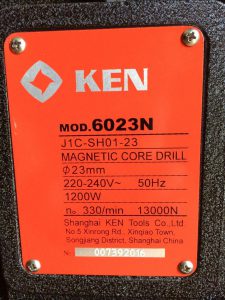 KEN
MOD.6023N
J1C-SH01-23
MAGNETIC CORE DRILL
Φ23mm
220-240V~ 50Hz
1200W
n₀ 330/min 13000N
Shanghai KEN Tools Co.,Ltd
No.5 Xinrong Rd., Xinqiao Town,
Songjiang District, Shanghai China
007392016